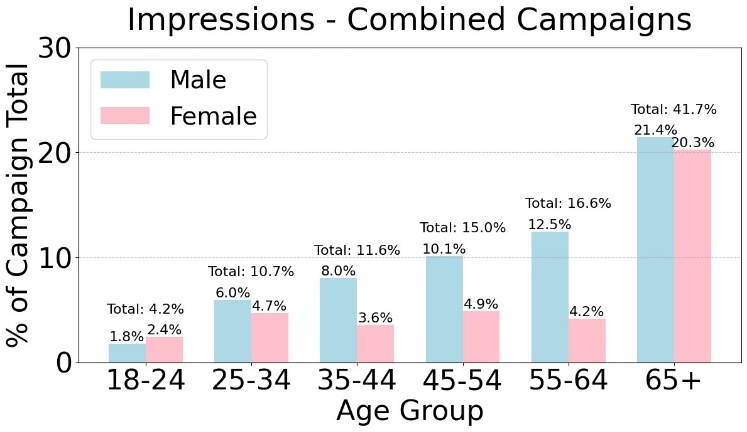 Impressions - Combined Campaigns
% of Campaign Total
30
20
10
0
Male
Female
Total: 4.2%
1.8%
2.4%
Total: 10.7%
6.0%
4.7%
Total: 11.6%
8.0%
3.6%
Total: 15.0%
10.1%
4.9%
Total: 16.6%
12.5%
4.2%
Total: 41.7%
21.4%
20.3%
18-24 25-34 35-44 45-54 55-64 65+
Age Group